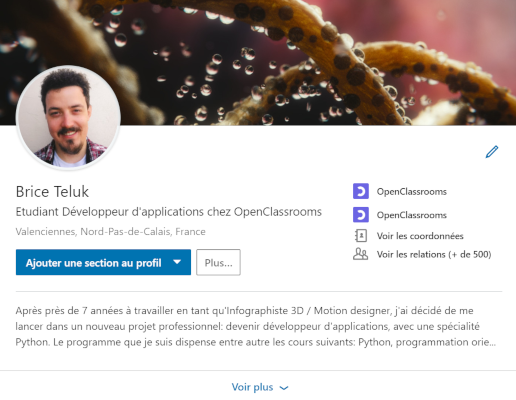 Brice Teluk
Etudiant Développeur d'applications chez OpenClassrooms
Valenciennes, Nord-Pas-de-Calais, France
Ajouter une section au profil
Plus...
OpenClassrooms
OpenClassrooms
Voir les coordonnées
Voir les relations (+ de 500)
Après près de 7 années à travailler en tant qu'Infographiste 3D / Motion designer, j'ai décidé de me
lancer dans un nouveau projet professionnel: devenir développeur d'applications, avec une spécialité
Python. Le programme que je suis dispense entre autre les cours suivants: Python, programmation orie...
Voir plus